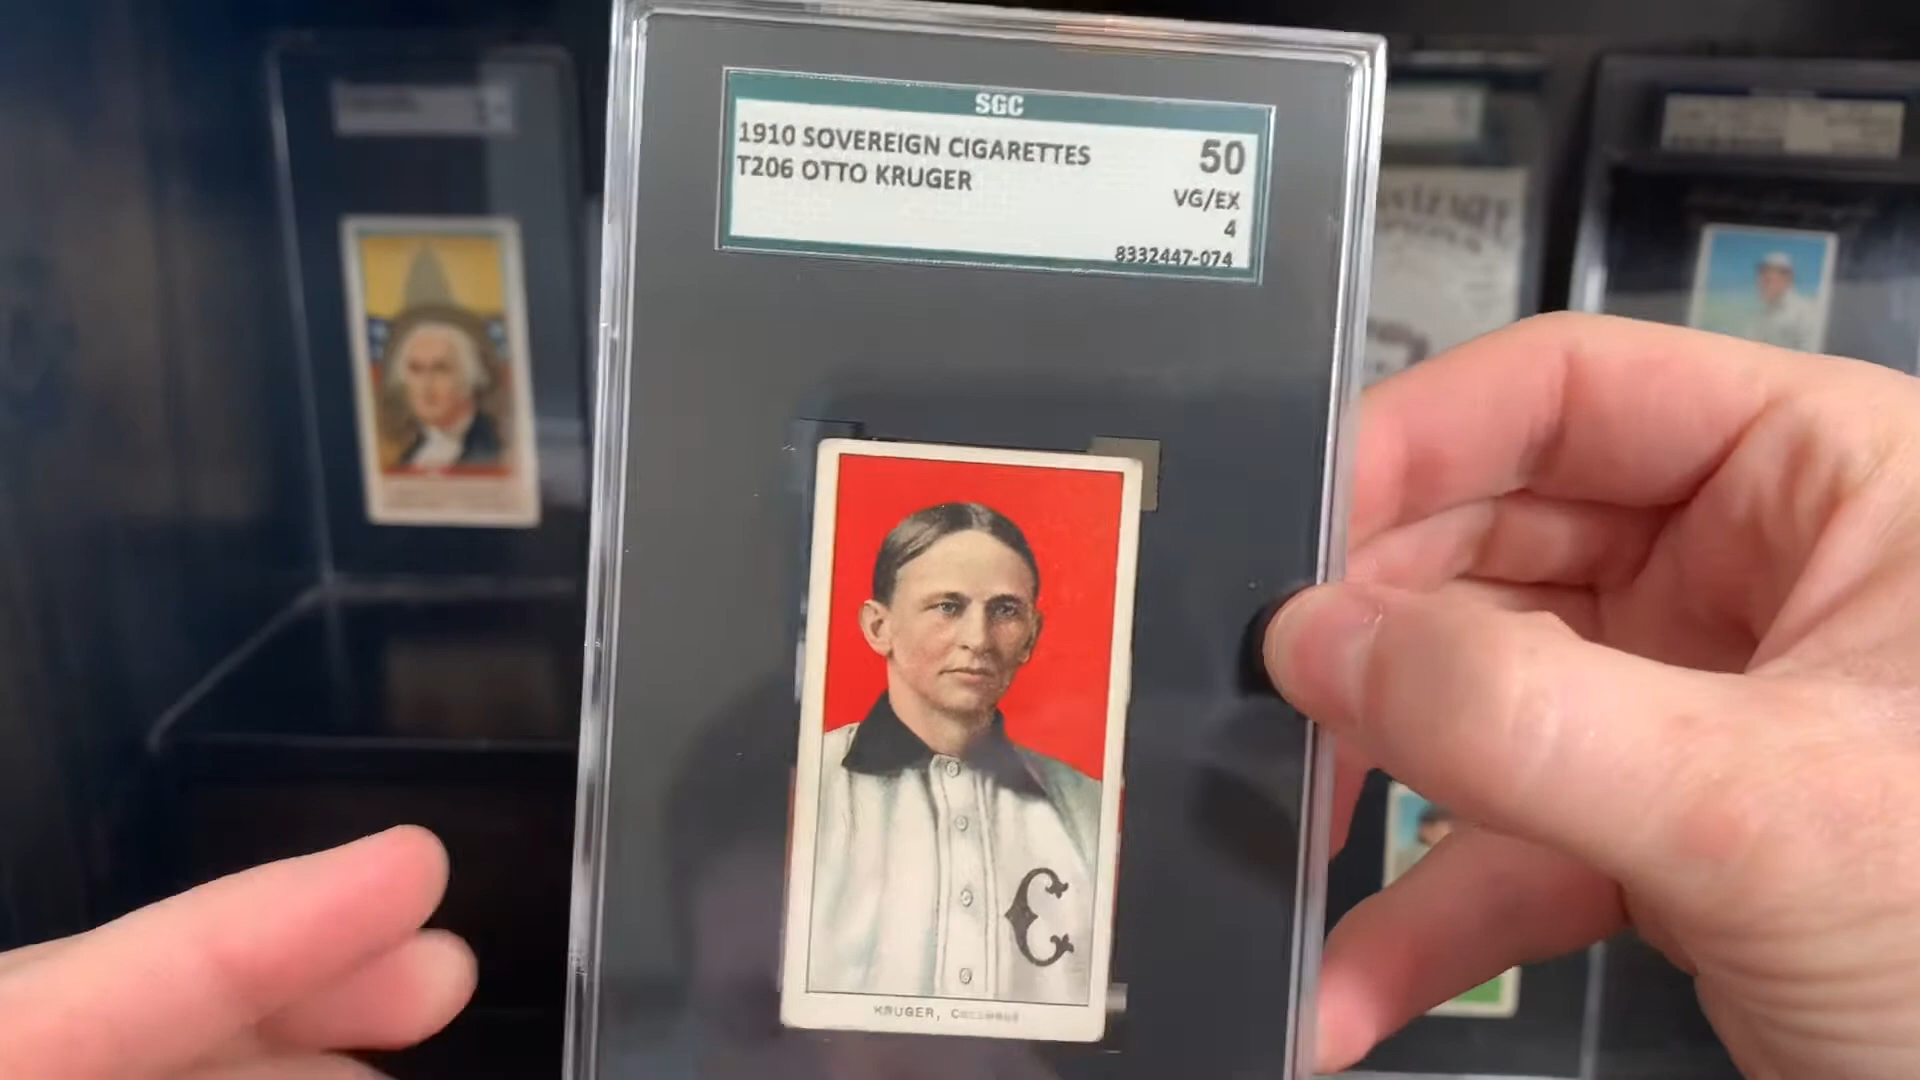 SGC
1910 SOVEREIGN CIGARETTES
T206 OTTO KRUGER
50
VG/EX
4
8332447-074
KRUGER,